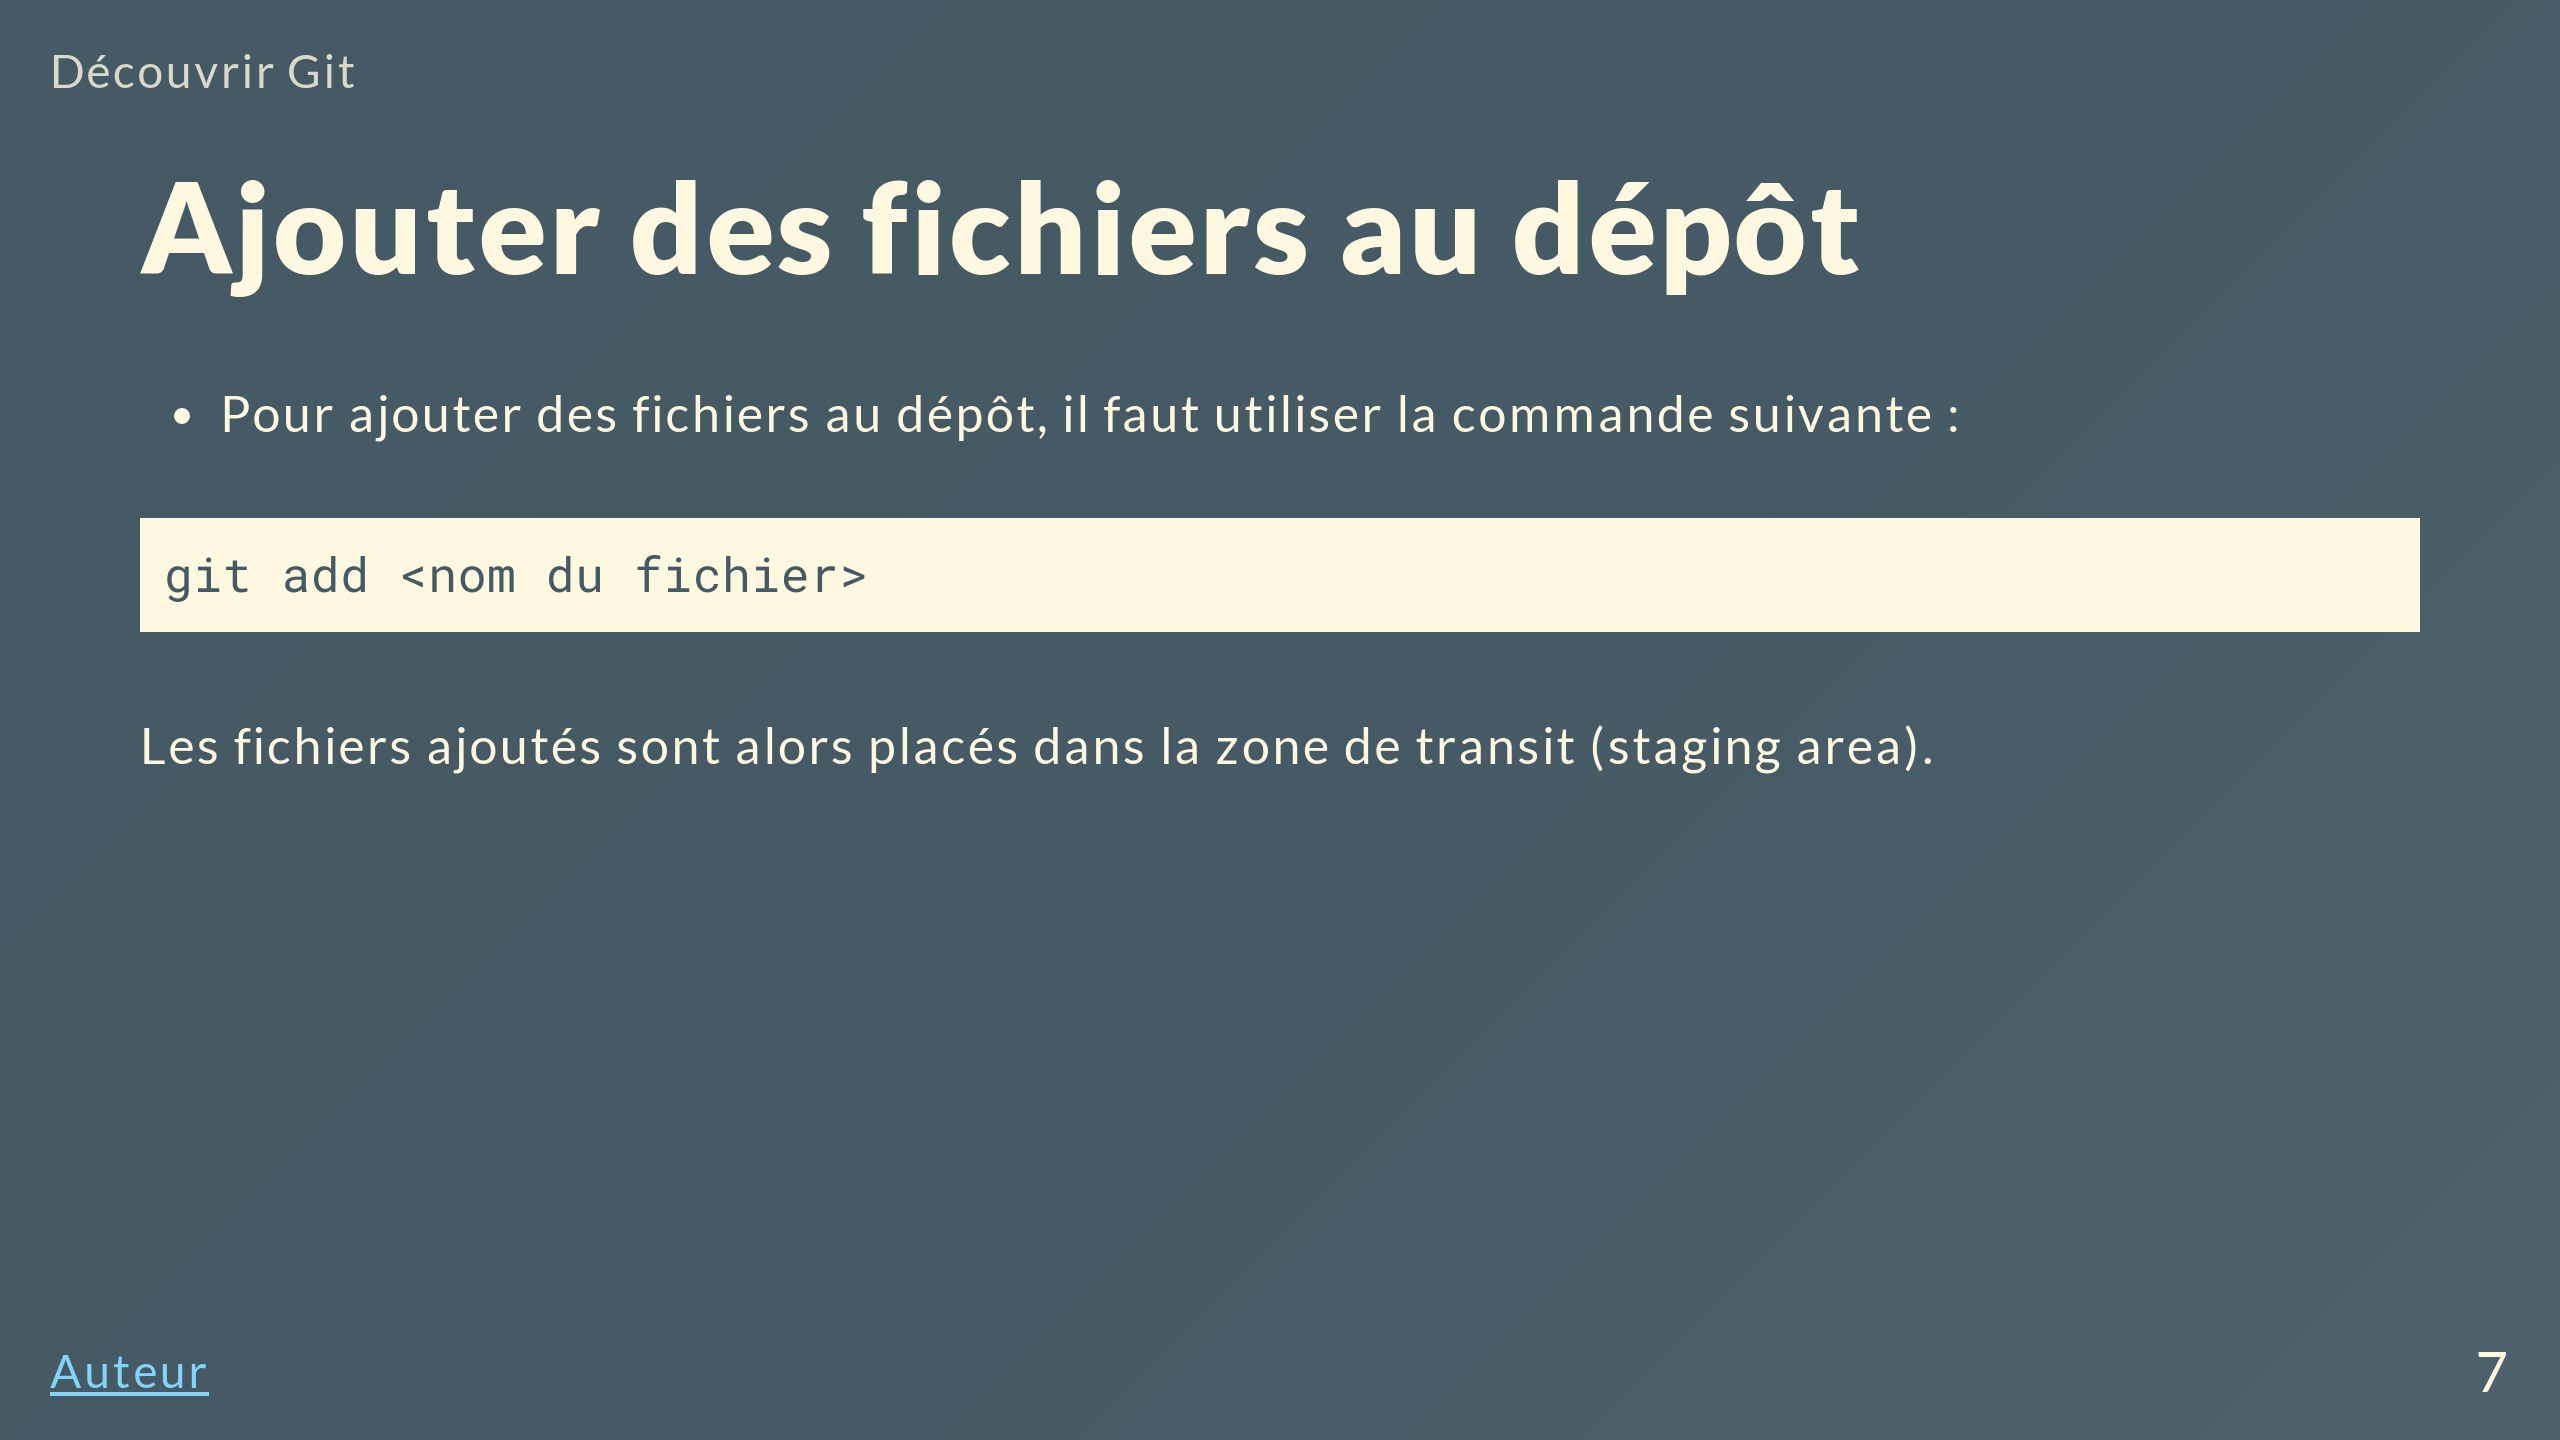 Découvrir Git
Ajouter des fichiers au dépôt
• Pour ajouter des fichiers au dépôt, il faut utiliser la commande suivante :
git add <nom du fichier>
Les fichiers ajoutés sont alors placés dans la zone de transit (staging area).
Auteur
7